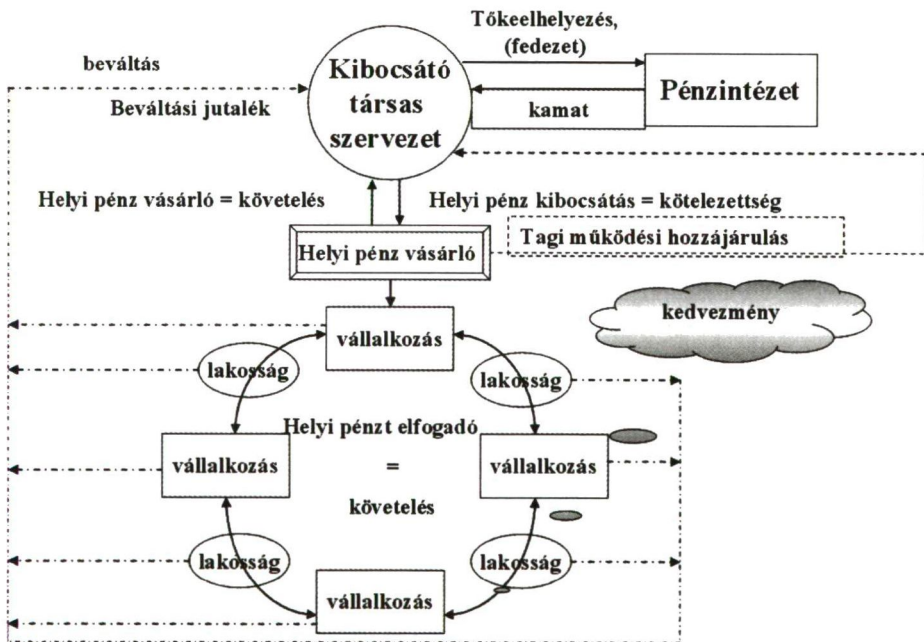 Tőkeelhelyezés,
(fedezet)
beváltás
Kibocsátó
társas
szervezet
Pénzintézet
Beváltási jutalék
kamat
Helyi pénz vásárló = követelés
Helyi pénz kibocsátás = kötelezettség
Tagi működési hozzájárulás
Helyi pénz vásárló
kedvezmény
vállalkozás
lakosság
lakosság
Helyi pénzt elfogadó
vállalkozás
=
vállalkozás
követelés
lakosság
lakosság
vállalkozás